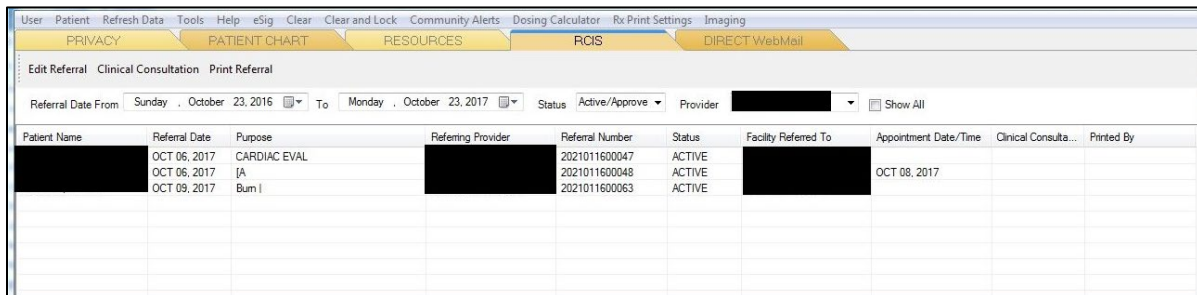 User Patient Refresh Data Tools Help eSig Clear Clear and Lock Community Alerts Dosing Calculator Rx Print Settings Imaging
PRIVACY PATIENT CHART RESOURCES RCIS DIRECT WebMail
Edit Referral Clinical Consultation Print Referral
Referral Date From Sunday , October 23, 2016 To Monday , October 23, 2017 Status Active/Approve Provider Show All
Patient Name Referral Date Purpose Referring Provider Referral Number Status Facility Referred To Appointment Date/Time Clinical Consulta... Printed By
OCT 06, 2017 CARDIAC EVAL 2021011600047 ACTIVE
OCT 06, 2017 [A 2021011600048 ACTIVE OCT 08, 2017
OCT 09, 2017 Burn | 2021011600063 ACTIVE